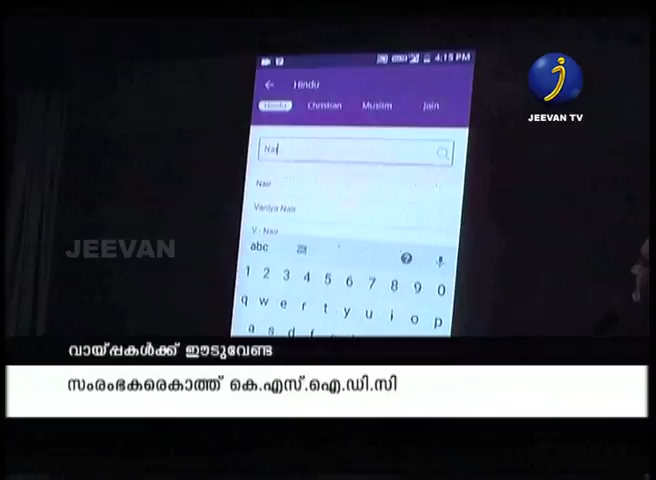 4:15 PM
Hindu
Hindu Christian Muslim Jain
Nai
Nair
Vaniya Nair
V - Nair
abc
1 2 3 4 5 6 7 8 9 0
q w e r t y u i o p
a s d f
JEEVAN TV
JEEVAN
വായ്പകൾക്ക് ഈടുവേണ്ട
സംരംഭകരെകാത്ത് കെ.എസ്.ഐ.ഡി.സി